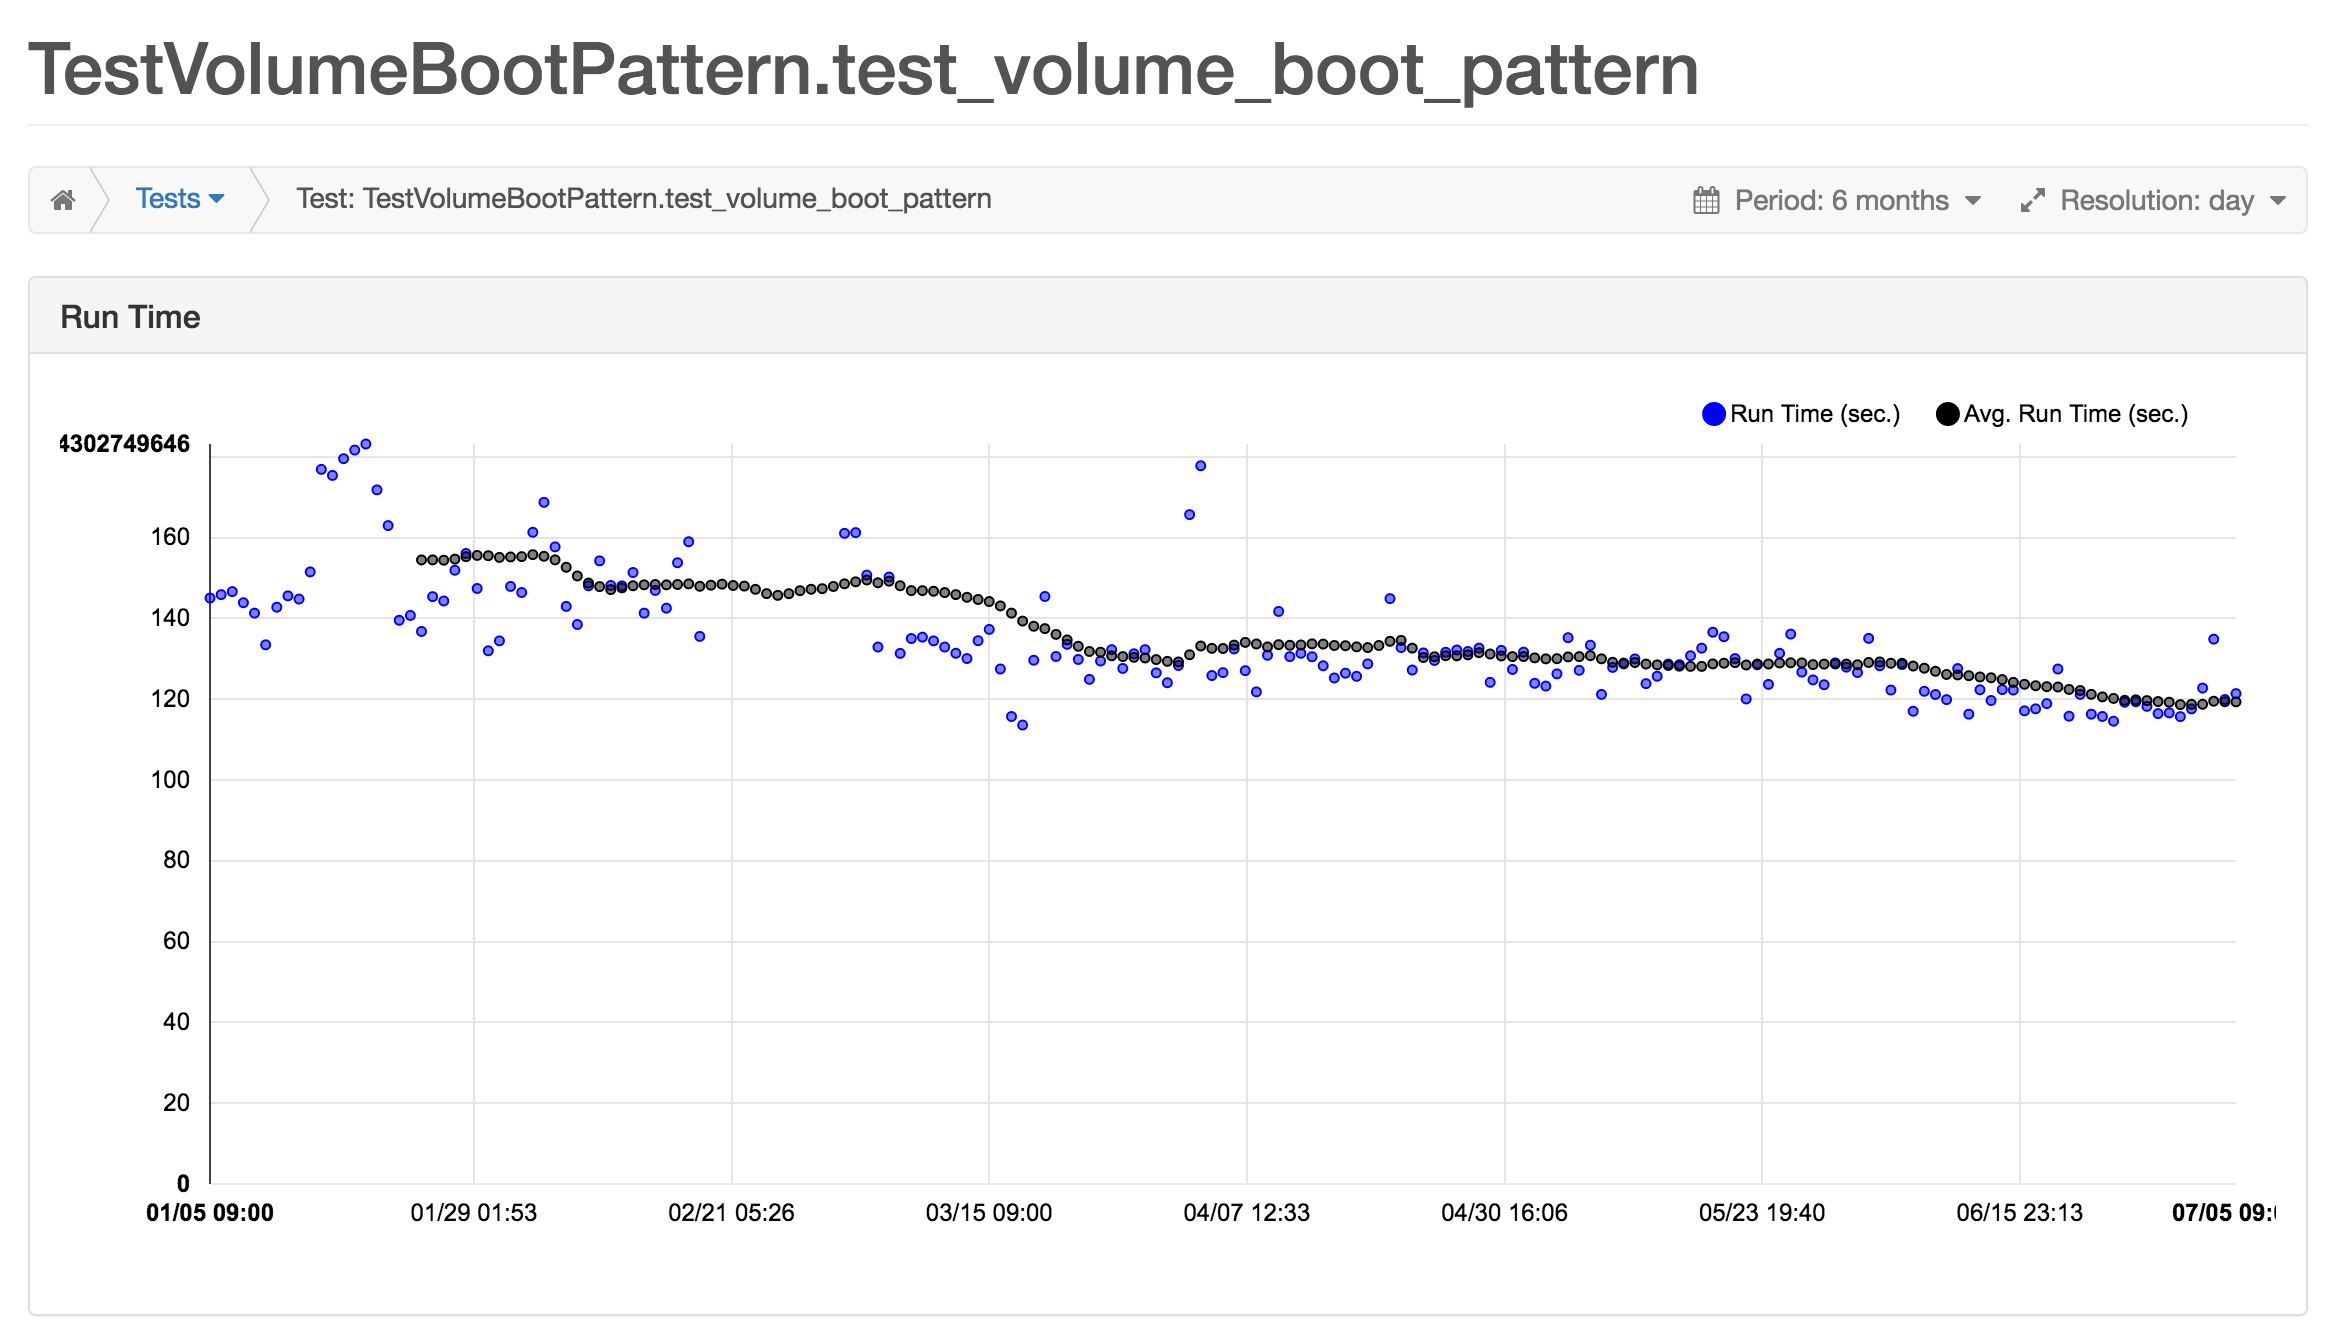 TestVolumeBootPattern.test_volume_boot_pattern
Tests
Test: TestVolumeBootPattern.test_volume_boot_pattern
Period: 6 months
Resolution: day
Run Time
Run Time (sec.)
Avg. Run Time (sec.)
4302749646
160
140
120
100
80
60
40
20
0
01/05 09:00
01/29 01:53
02/21 05:26
03/15 09:00
04/07 12:33
04/30 16:06
05/23 19:40
06/15 23:13
07/05 09: